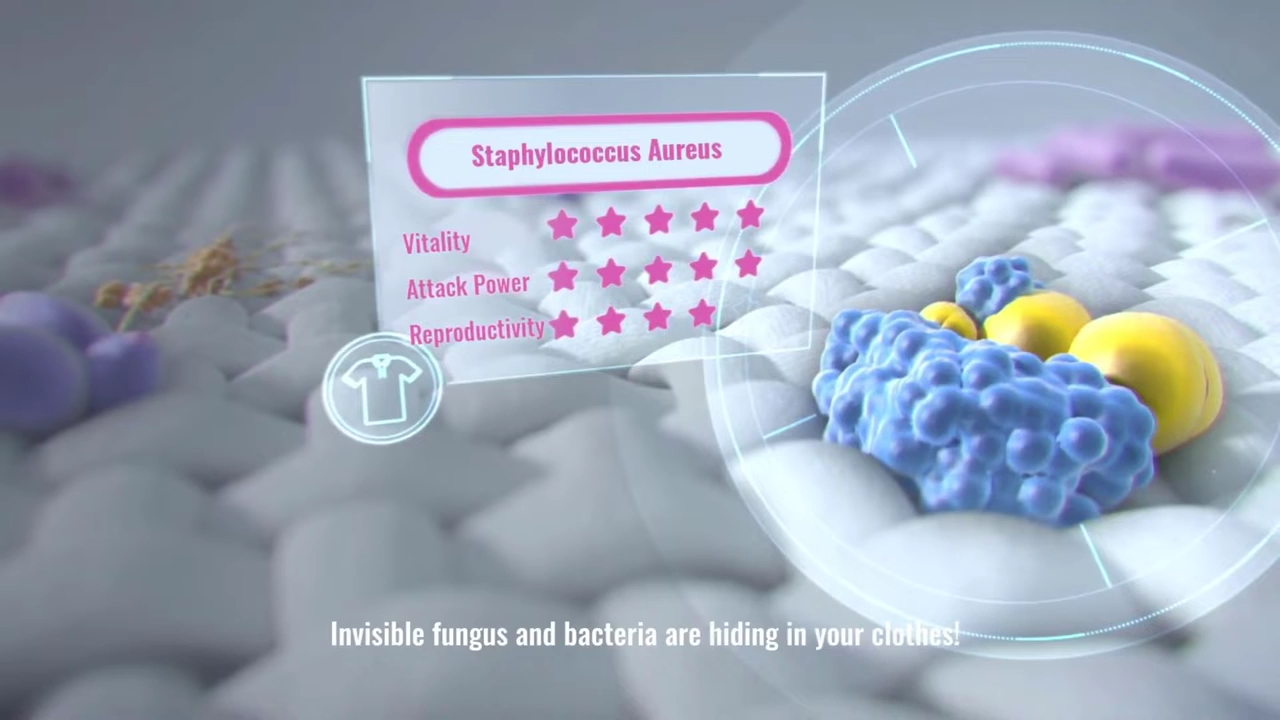 Staphylococcus Aureus
Vitality
Attack Power
Reproductivity
Invisible fungus and bacteria are hiding in your clothes!